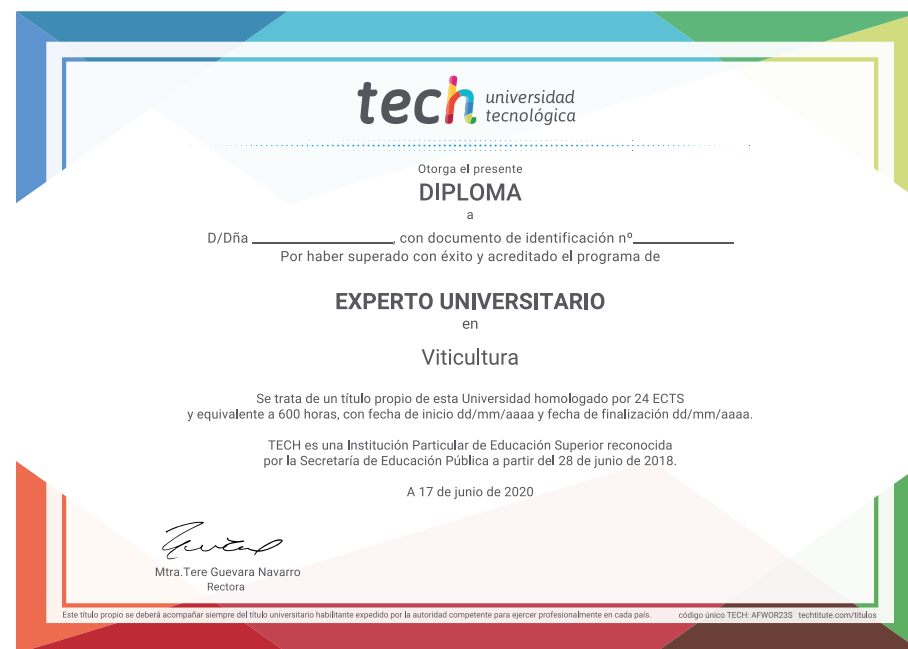 tech universidad
tecnológica
Otorga el presente
DIPLOMA
a
D/Dña ____________________, con documento de identificación nº______________
Por haber superado con éxito y acreditado el programa de
EXPERTO UNIVERSITARIO
en
Viticultura
Se trata de un título propio de esta Universidad homologado por 24 ECTS
y equivalente a 600 horas, con fecha de inicio dd/mm/aaaa y fecha de finalización dd/mm/aaaa.
TECH es una Institución Particular de Educación Superior reconocida
por la Secretaría de Educación Pública a partir del 28 de junio de 2018.
A 17 de junio de 2020
Mtra.Tere Guevara Navarro
Rectora
Este título propio se deberá acompañar siempre del título universitario habilitante expedido por la autoridad competente para ejercer profesionalmente en cada país. código único TECH: AFWOR23S techtitute.com/titulos